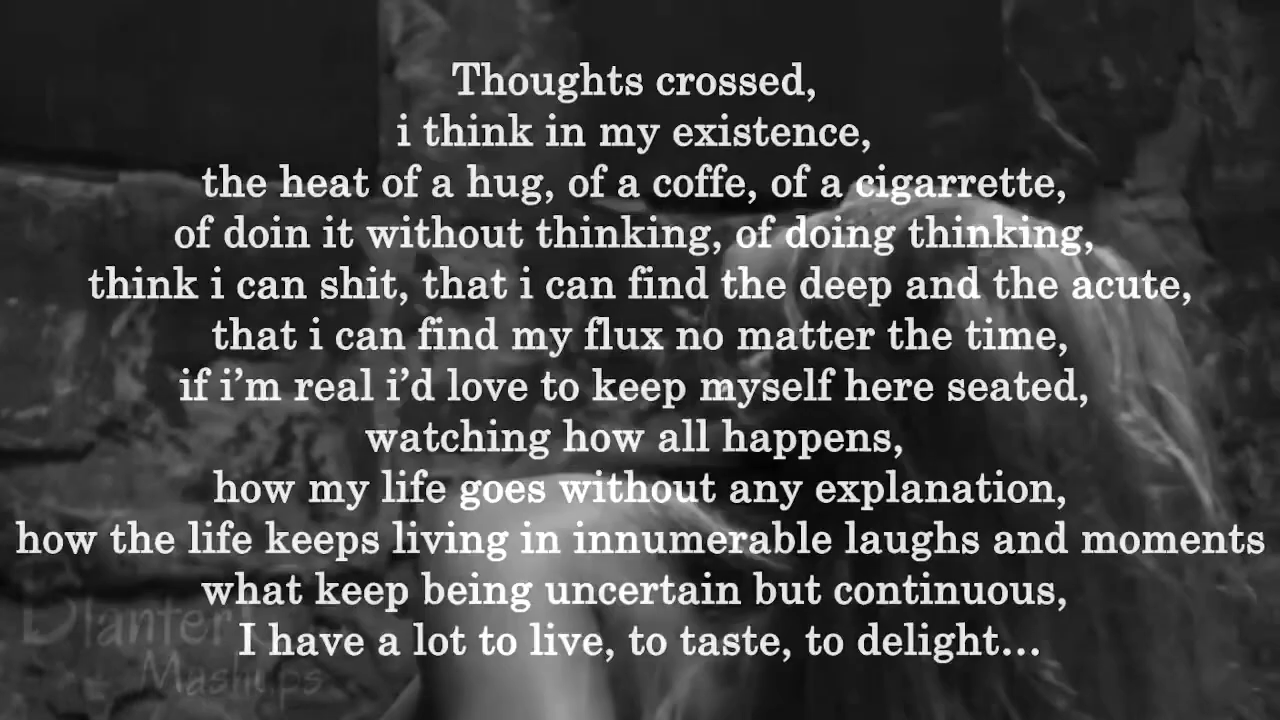 Thoughts crossed,
i think in my existence,
the heat of a hug, of a coffe, of a cigarrette,
of doin it without thinking, of doing thinking,
think i can shit, that i can find the deep and the acute,
that i can find my flux no matter the time,
if i'm real i'd love to keep myself here seated,
watching how all happens,
how my life goes without any explanation,
how the life keeps living in innumerable laughs and moments
what keep being uncertain but continuous,
I have a lot to live, to taste, to delight...
Planter
Mashups